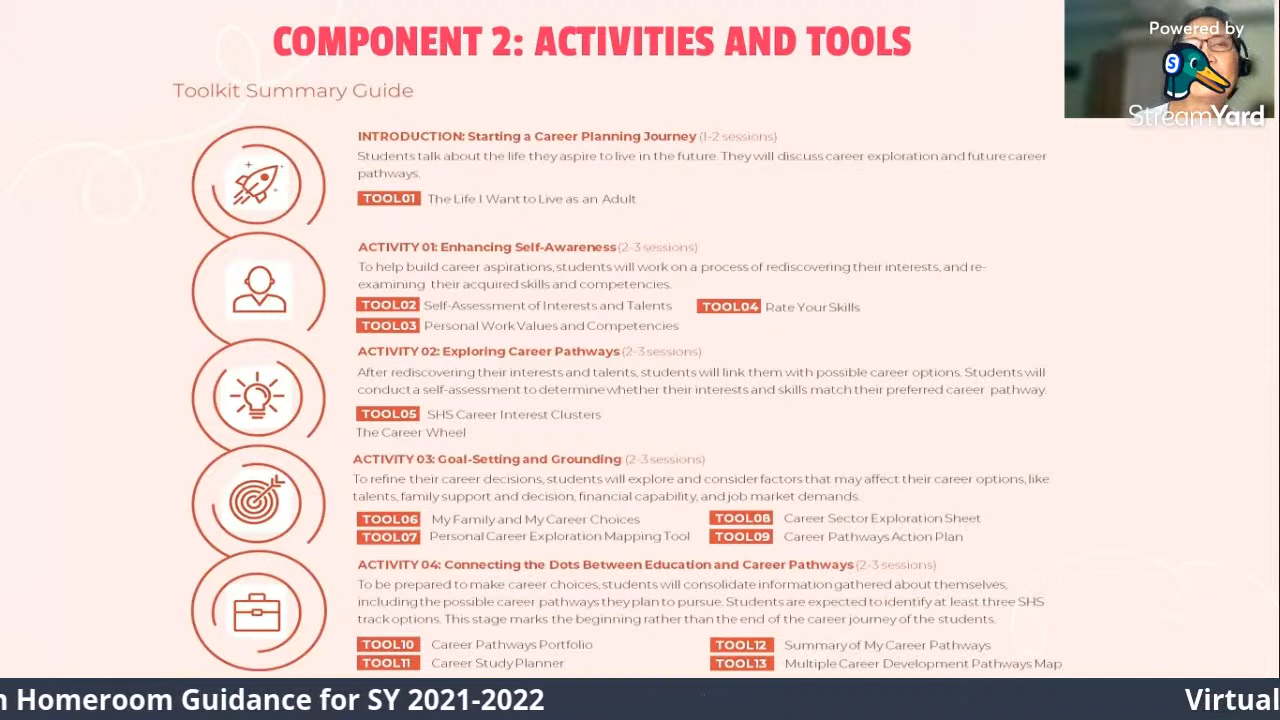 COMPONENT 2: ACTIVITIES AND TOOLS
Powered by
S
StreamYard
Toolkit Summary Guide
INTRODUCTION: Starting a Career Planning Journey (1-2 sessions)
Students talk about the life they aspire to live in the future. They will discuss career exploration and future career
pathways.
TOOL01 The Life I Want to Live as an Adult
ACTIVITY 01: Enhancing Self-Awareness (2-3 sessions)
To help build career aspirations, students will work on a process of rediscovering their interests, and re-
examining their acquired skills and competencies.
TOOL02 Self-Assessment of Interests and Talents TOOL04 Rate Your Skills
TOOL03 Personal Work Values and Competencies
ACTIVITY 02: Exploring Career Pathways (2-3 sessions)
After rediscovering their interests and talents, students will link them with possible career options. Students will
conduct a self-assessment to determine whether their interests and skills match their preferred career pathway.
TOOL05 SHS Career Interest Clusters
The Career Wheel
ACTIVITY 03: Goal-Setting and Grounding (2-3 sessions)
To refine their career decisions, students will explore and consider factors that may affect their career options, like
talents, family support and decision, financial capability, and job market demands.
TOOL06 My Family and My Career Choices TOOL08 Career Sector Exploration Sheet
TOOL07 Personal Career Exploration Mapping Tool TOOL09 Career Pathways Action Plan
ACTIVITY 04: Connecting the Dots Between Education and Career Pathways (2-3 sessions)
To be prepared to make career choices, students will consolidate information gathered about themselves,
including the possible career pathways they plan to pursue. Students are expected to identify at least three SHS
track options. This stage marks the beginning rather than the end of the career journey of the students.
TOOL10 Career Pathways Portfolio TOOL12 Summary of My Career Pathways
TOOL11 Career Study Planner TOOL13 Multiple Career Development Pathways Map
n Homeroom Guidance for SY 2021-2022 Virtual